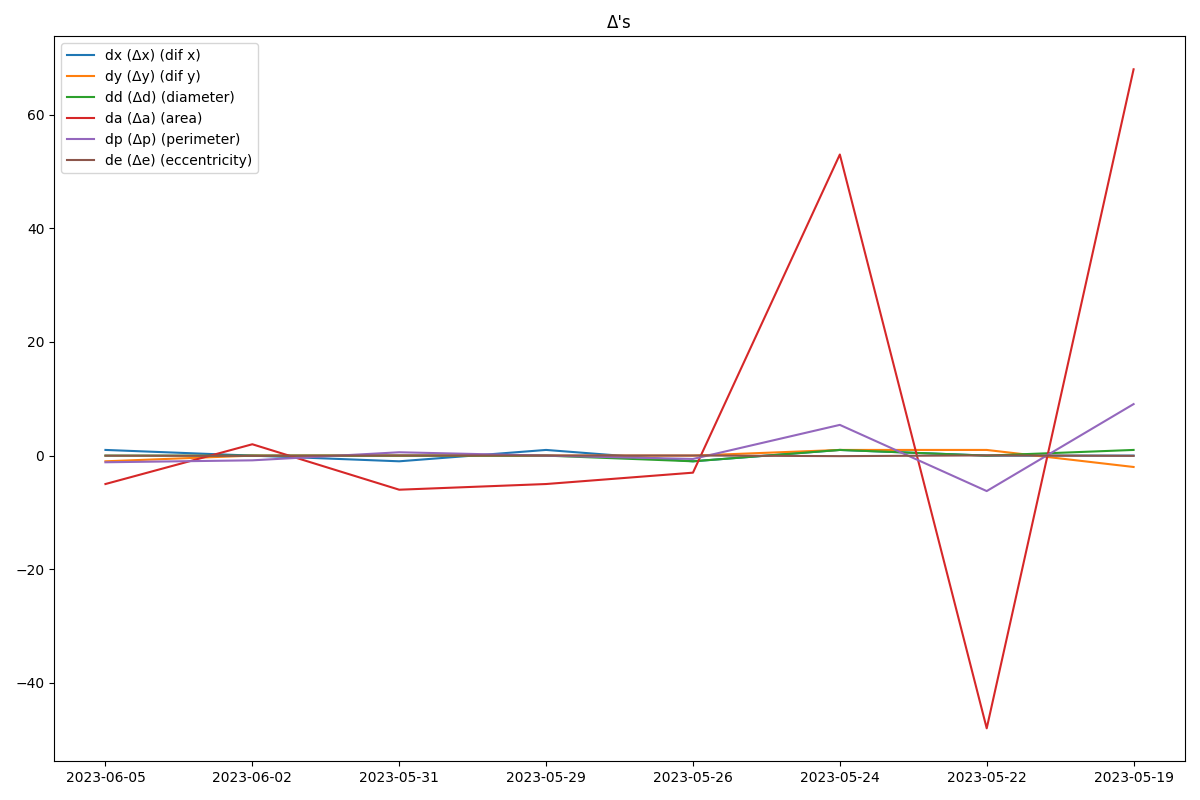 Δ's
dx (Δx) (dif x)
dy (Δy) (dif y)
dd (Δd) (diameter)
da (Δa) (area)
dp (Δp) (perimeter)
de (Δe) (eccentricity)
60
40
20
0
−20
−40
2023-06-05 2023-06-02 2023-05-31 2023-05-29 2023-05-26 2023-05-24 2023-05-22 2023-05-19